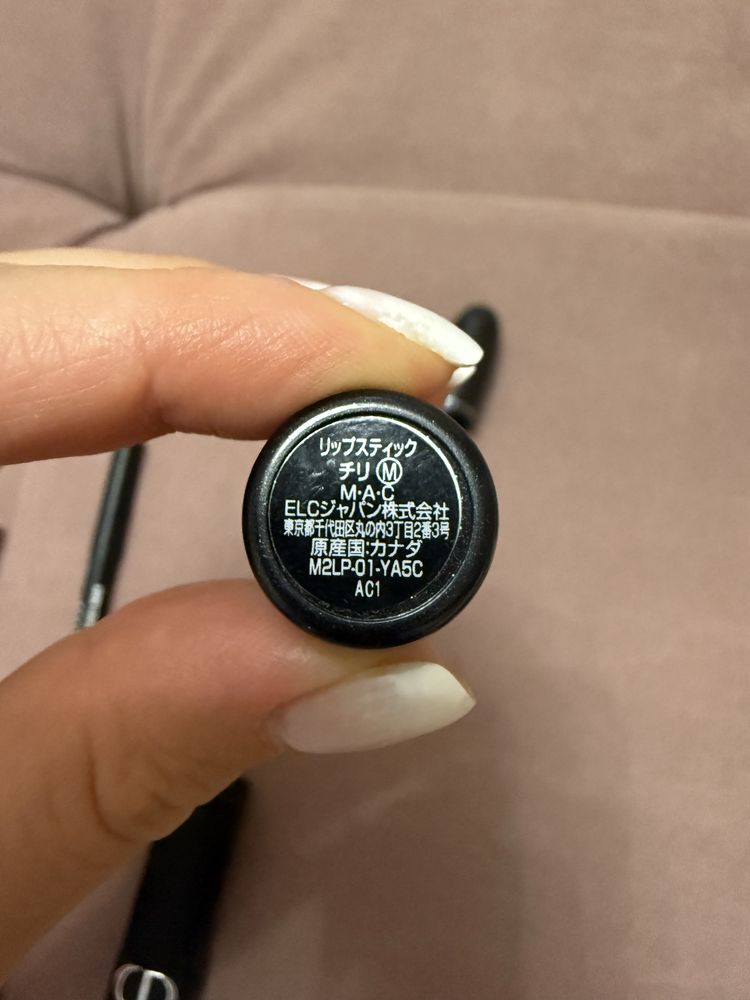 リップスティック
チリ Ⓜ
M·A·C
ELCジャパン株式会社
東京都千代田区丸の内3丁目2番3号
原産国:カナダ
M2LP-01-YA5C
AC1